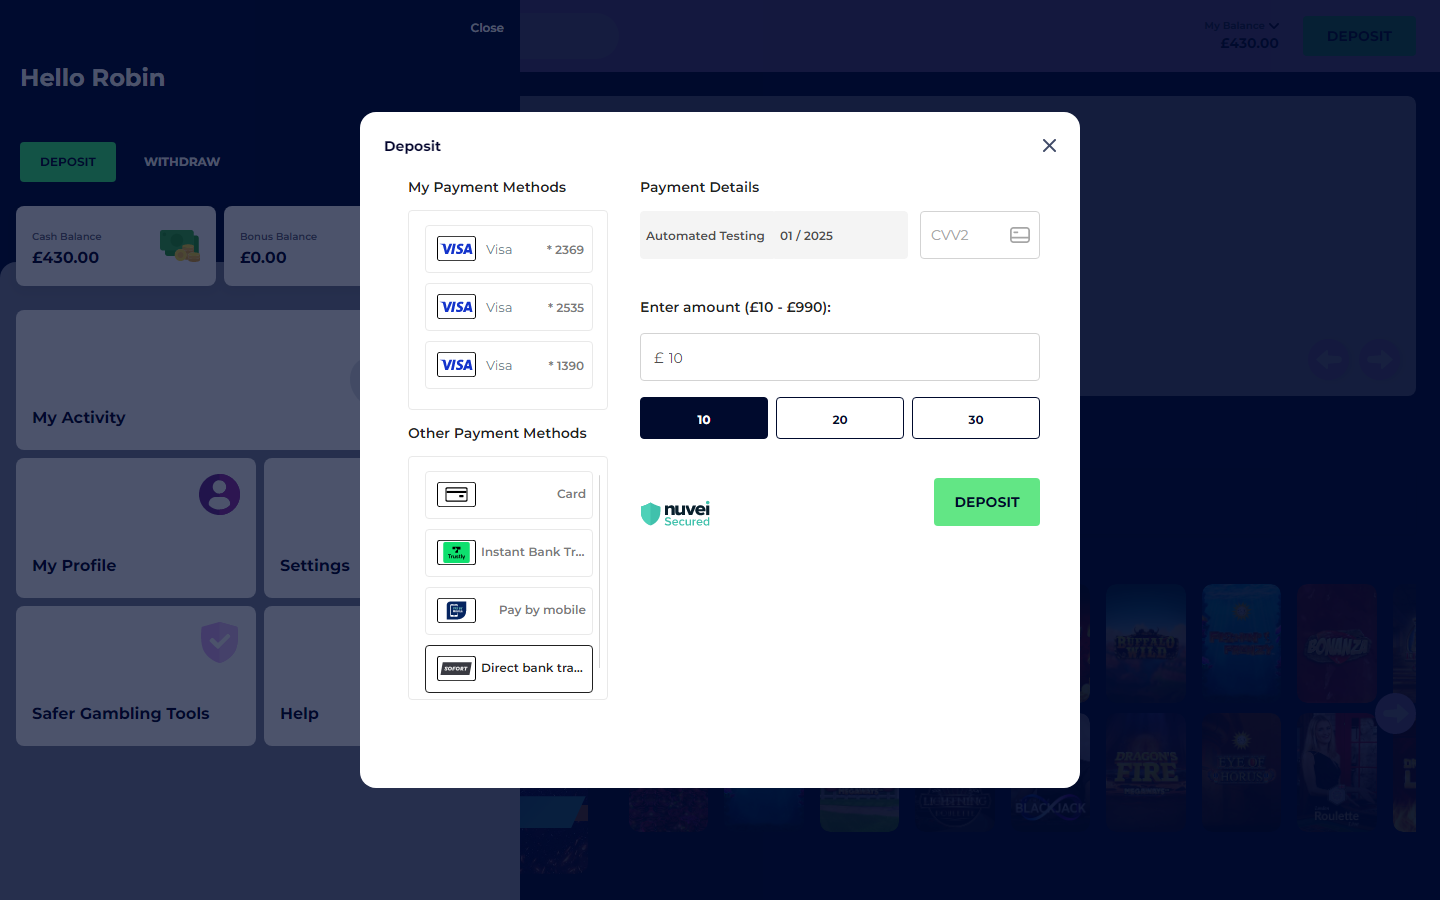 Close
My Balance
£430.00
DEPOSIT
Hello Robin
DEPOSIT
WITHDRAW
Cash Balance
£430.00
Bonus Balance
£0.00
My Activity
My Profile
Settings
Safer Gambling Tools
Help
Deposit
My Payment Methods
VISA Visa * 2369
VISA Visa * 2535
VISA Visa * 1390
Other Payment Methods
Card
Trustly Instant Bank Tr...
Pay by mobile
SOFORT Direct bank tra...
Payment Details
Automated Testing 01 / 2025
CVV2
Enter amount (£10 - £990):
£ 10
10
20
30
nuvei
Secured
DEPOSIT
BUFFALO
WILD
BONANZA
DRAGON'S
FIRE
MEGAWAYS
EYE OF
HORUS
LIGHTNING
BLACKJACK
Roulette